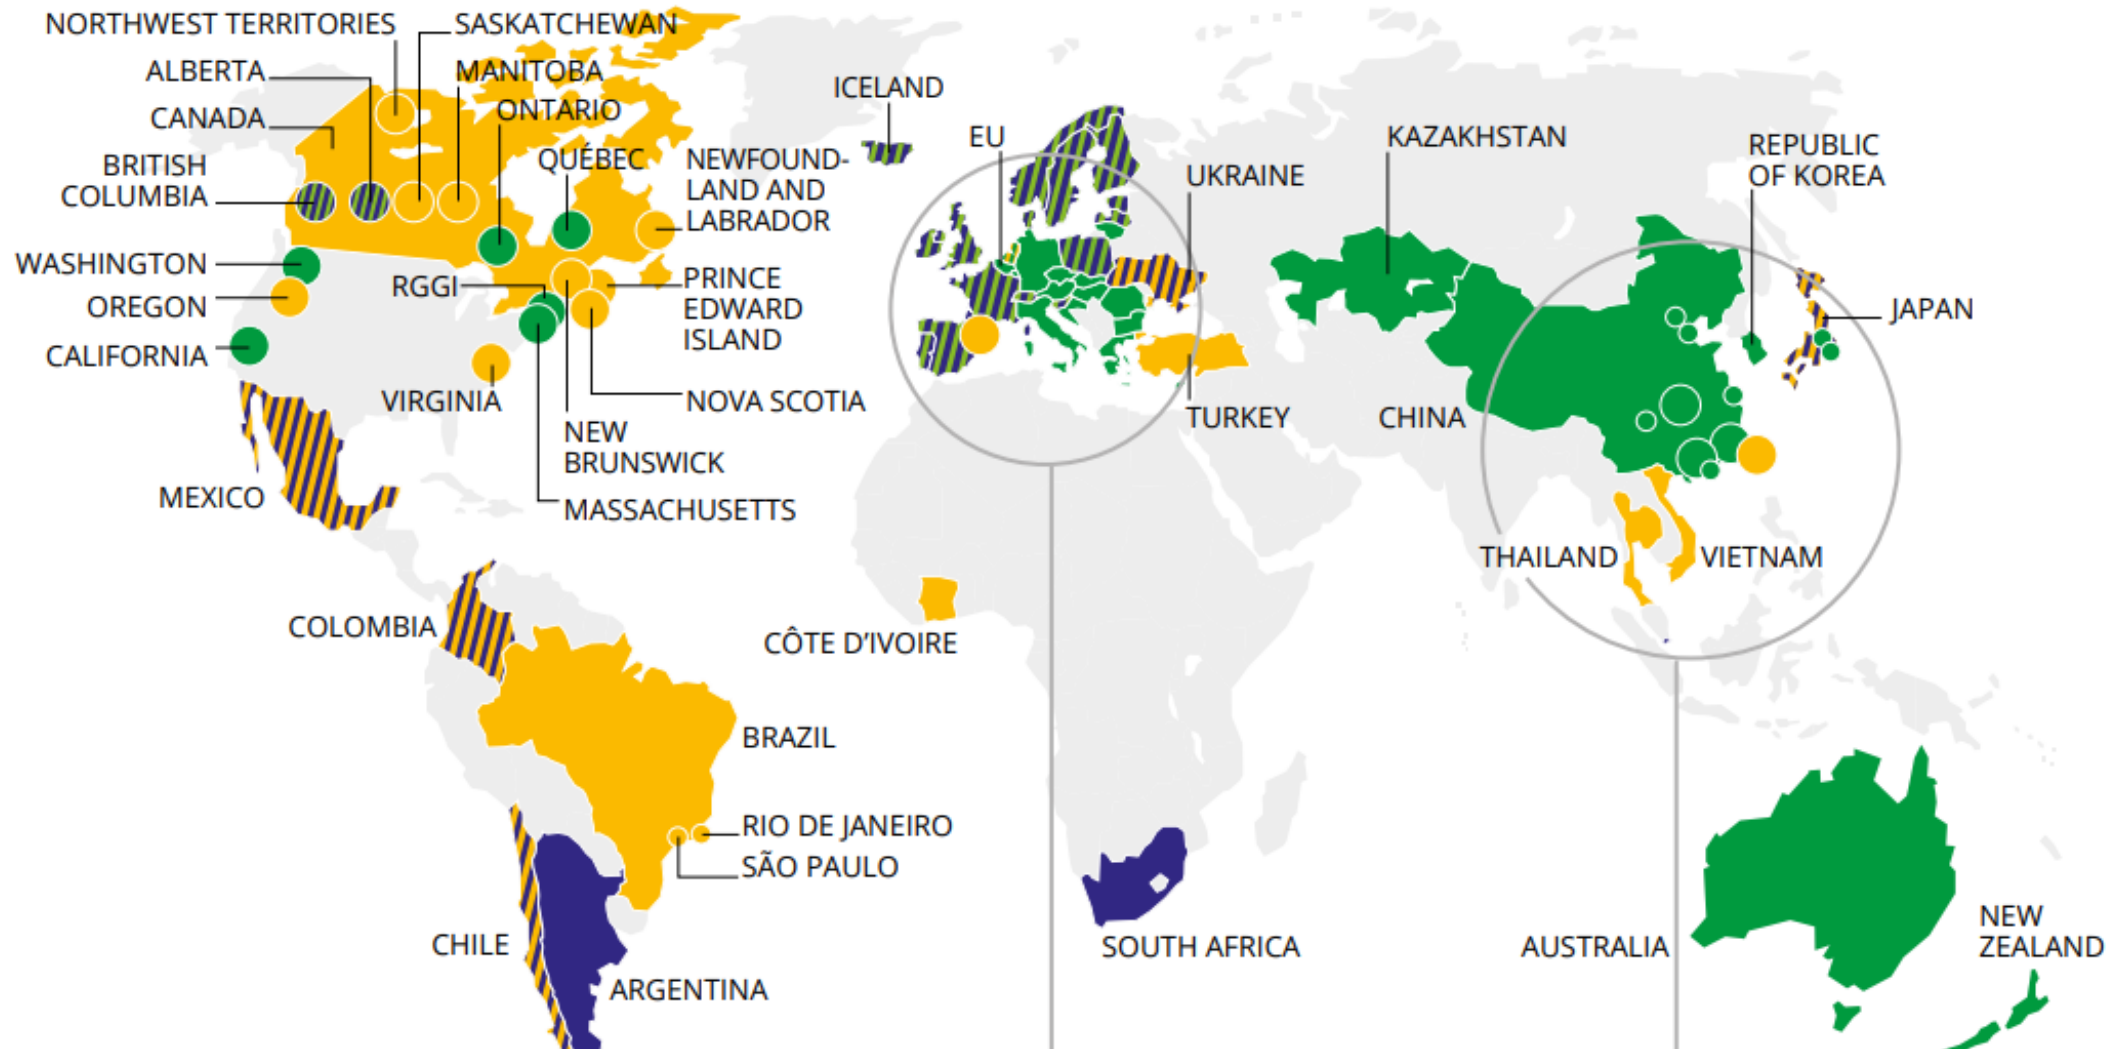 NORTHWEST TERRITORIES
SASKATCHEWAN
ALBERTA
MANITOBA
CANADA
ONTARIO
BRITISH
COLUMBIA
QUÉBEC
NEWFOUND-
LAND AND
LABRADOR
WASHINGTON
OREGON
RGGI
PRINCE
EDWARD
ISLAND
CALIFORNIA
VIRGINIA
NOVA SCOTIA
NEW
BRUNSWICK
MASSACHUSETTS
MEXICO
COLOMBIA
BRAZIL
RIO DE JANEIRO
SÃO PAULO
CHILE
ARGENTINA
ICELAND
EU
UKRAINE
TURKEY
CÔTE D'IVOIRE
SOUTH AFRICA
KAZAKHSTAN
REPUBLIC
OF KOREA
JAPAN
CHINA
THAILAND
VIETNAM
AUSTRALIA
NEW
ZEALAND